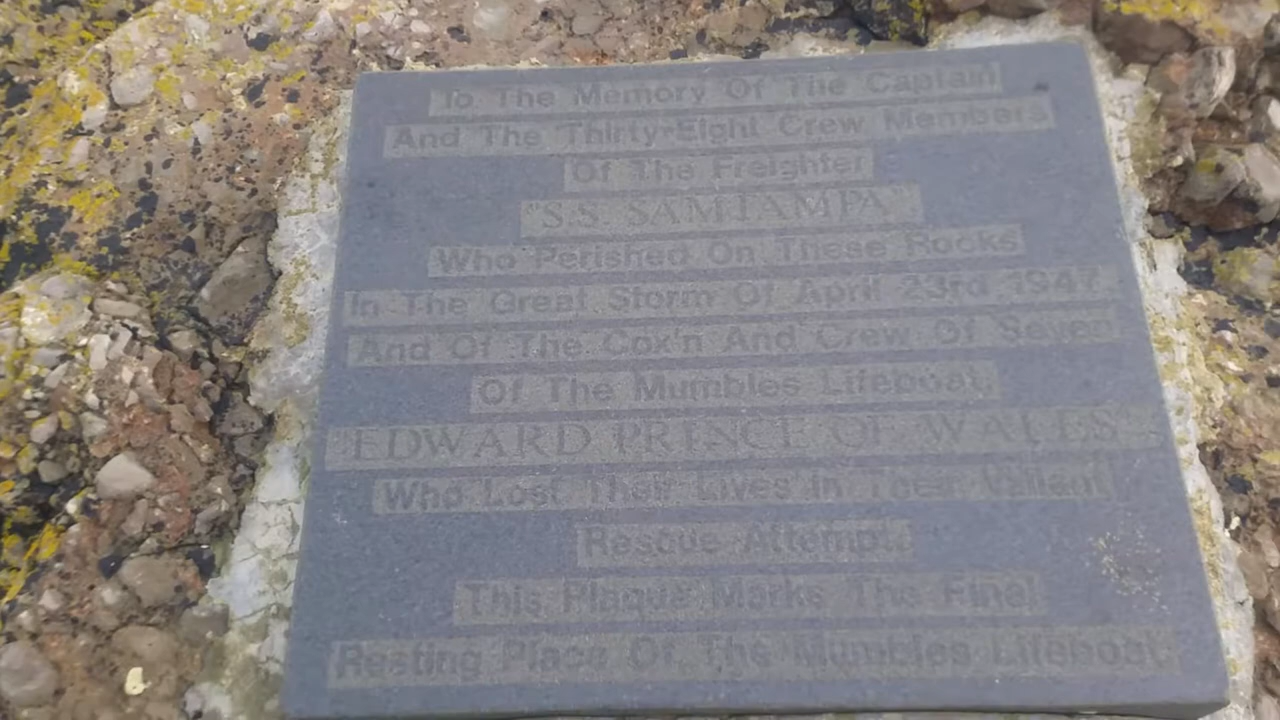 To The Memory Of The Captain
And The Thirty-Eight Crew Members
Of The Freighter
"S.S. SAMTAMPA"
Who Perished On These Rocks
In The Great Storm Of April 23rd 1947.
And Of The Cox'n And Crew Of Seven
Of The Mumbles Lifeboat.
"EDWARD PRINCE OF WALES"
Who Lost Their Lives In Their Valiant
Rescue Attempt.
This Plaque Marks The Final
Resting Place Of The Mumbles Lifeboat.